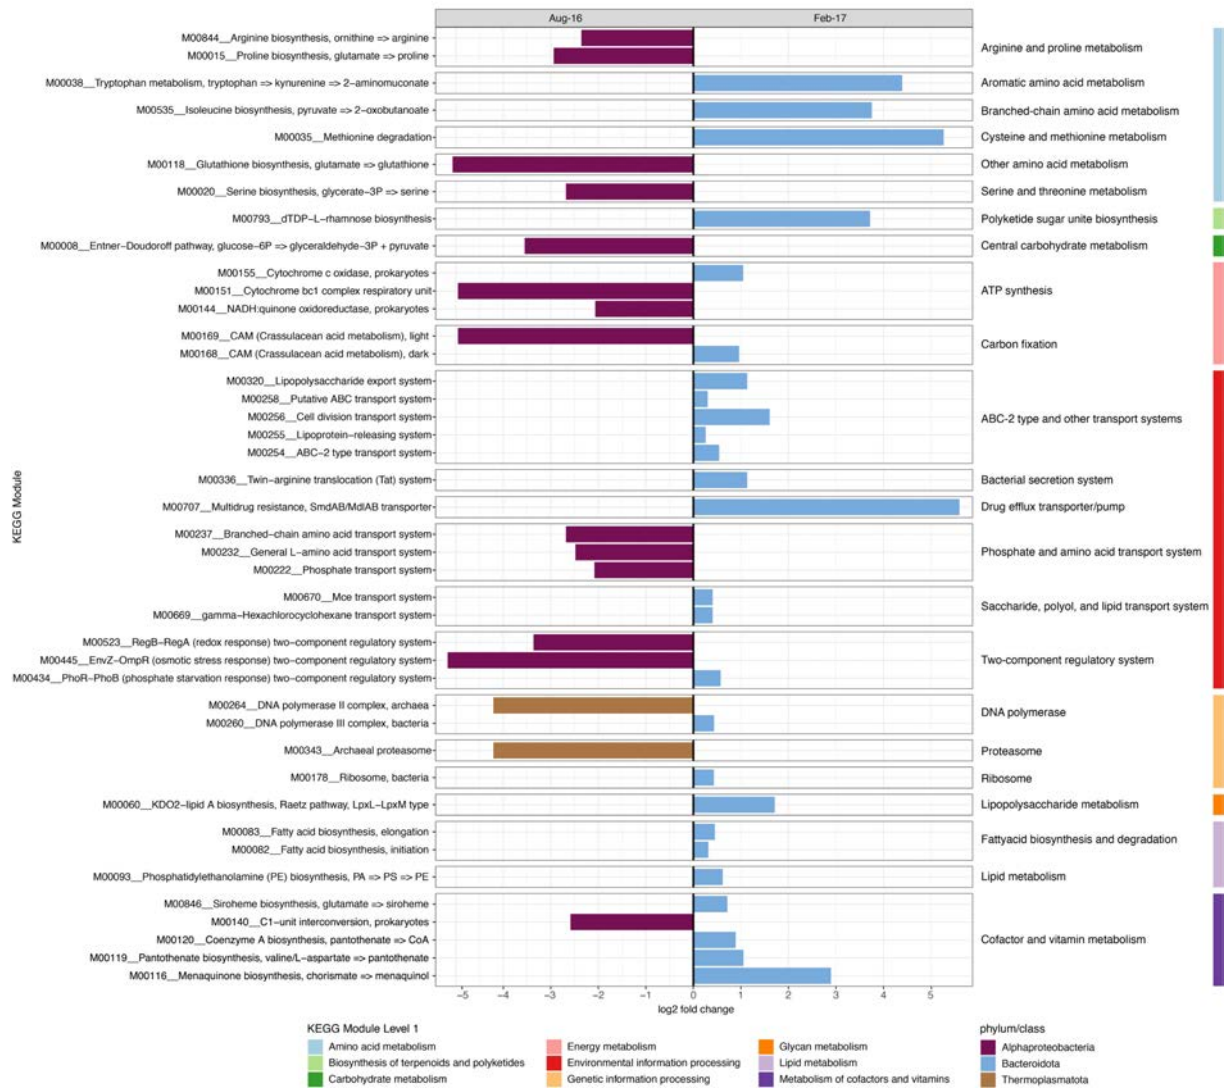 Aug-16 Feb-17
M00844__Arginine biosynthesis, ornithine => arginine
M00015__Proline biosynthesis, glutamate => proline
Arginine and proline metabolism
M00038__Tryptophan metabolism, tryptophan => kynurenine => 2−aminomuconate
Aromatic amino acid metabolism
M00535__Isoleucine biosynthesis, pyruvate => 2−oxobutanoate
Branched-chain amino acid metabolism
M00035__Methionine degradation
Cysteine and methionine metabolism
M00118__Glutathione biosynthesis, glutamate => glutathione
Other amino acid metabolism
M00020__Serine biosynthesis, glycerate−3P => serine
Serine and threonine metabolism
M00793__dTDP−L−rhamnose biosynthesis
Polyketide sugar unite biosynthesis
M00008__Entner−Doudoroff pathway, glucose−6P => glyceraldehyde−3P + pyruvate
Central carbohydrate metabolism
M00155__Cytochrome c oxidase, prokaryotes
M00151__Cytochrome bc1 complex respiratory unit
M00144__NADH:quinone oxidoreductase, prokaryotes
ATP synthesis
M00169__CAM (Crassulacean acid metabolism), light
M00168__CAM (Crassulacean acid metabolism), dark
Carbon fixation
M00320__Lipopolysaccharide export system
M00258__Putative ABC transport system
M00256__Cell division transport system
M00255__Lipoprotein−releasing system
M00254__ABC−2 type transport system
ABC-2 type and other transport systems
M00336__Twin−arginine translocation (Tat) system
Bacterial secretion system
M00707__Multidrug resistance, SmdAB/MdlAB transporter
Drug efflux transporter/pump
M00237__Branched−chain amino acid transport system
M00232__General L−amino acid transport system
M00222__Phosphate transport system
Phosphate and amino acid transport system
M00670__Mce transport system
M00669__gamma−Hexachlorocyclohexane transport system
Saccharide, polyol, and lipid transport system
M00523__RegB−RegA (redox response) two−component regulatory system
M00445__EnvZ−OmpR (osmotic stress response) two−component regulatory system
M00434__PhoR−PhoB (phosphate starvation response) two−component regulatory system
Two-component regulatory system
M00264__DNA polymerase II complex, archaea
M00260__DNA polymerase III complex, bacteria
DNA polymerase
M00343__Archaeal proteasome
Proteasome
M00178__Ribosome, bacteria
Ribosome
M00060__KDO2−lipid A biosynthesis, Raetz pathway, LpxL−LpxM type
Lipopolysaccharide metabolism
M00083__Fatty acid biosynthesis, elongation
M00082__Fatty acid biosynthesis, initiation
Fattyacid biosynthesis and degradation
M00093__Phosphatidylethanolamine (PE) biosynthesis, PA => PS => PE
Lipid metabolism
M00846__Siroheme biosynthesis, glutamate => siroheme
M00140__C1−unit interconversion, prokaryotes
M00120__Coenzyme A biosynthesis, pantothenate => CoA
M00119__Pantothenate biosynthesis, valine/L−aspartate => pantothenate
M00116__Menaquinone biosynthesis, chorismate => menaquinol
Cofactor and vitamin metabolism
KEGG Module
-5 -4 -3 -2 -1 0 1 2 3 4 5
log2 fold change
KEGG Module Level 1
Amino acid metabolism
Biosynthesis of terpenoids and polyketides
Carbohydrate metabolism
Energy metabolism
Environmental information processing
Genetic information processing
Glycan metabolism
Lipid metabolism
Metabolism of cofactors and vitamins
phylum/class
Alphaproteobacteria
Bacteroidota
Thermoplasmatota